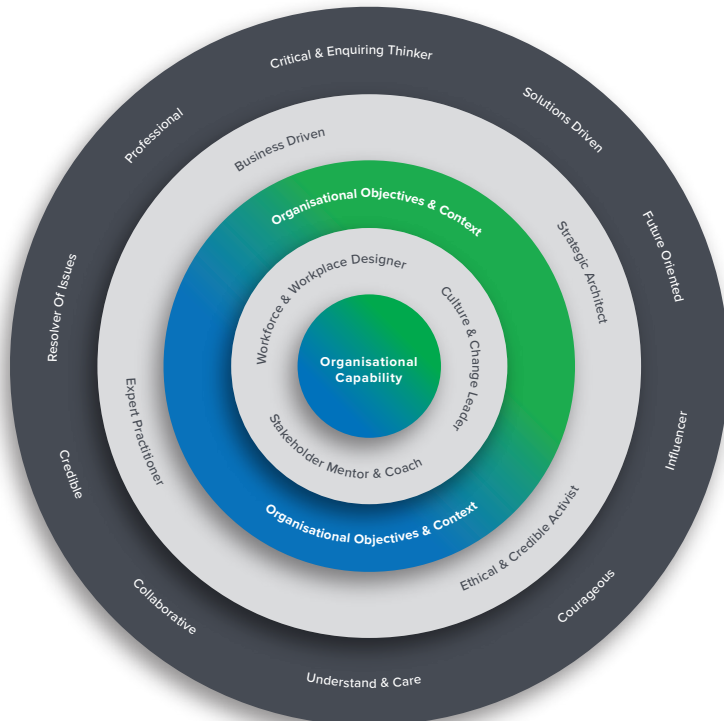 Critical & Enquiring Thinker
Solutions Driven
Future Oriented
Influencer
Courageous
Understand & Care
Collaborative
Credible
Resolver Of Issues
Professional
Business Driven
Strategic Architect
Ethical & Credible Activist
Expert Practitioner
Organisational Objectives & Context
Organisational Objectives & Context
Workforce & Workplace Designer
Culture & Change Leader
Stakeholder Mentor & Coach
Organisational
Capability